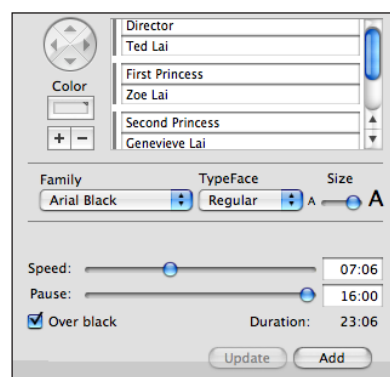 Director
Ted Lai
First Princess
Color
Zoe Lai
Second Princess
+ −
Genevieve Lai
Family TypeFace Size
Arial Black Regular A A
Speed: 07:06
Pause: 16:00
Over black Duration: 23:06
Update Add